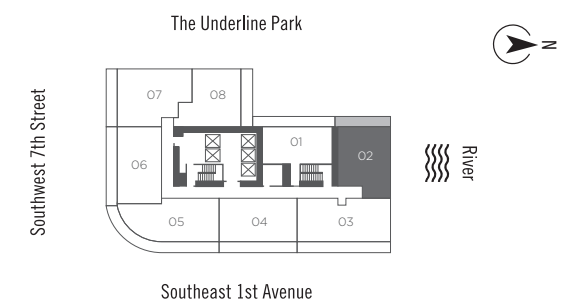 The Underline Park
N
07
08
Southwest 7th Street
01
02
06
River
05
04
03
Southeast 1st Avenue